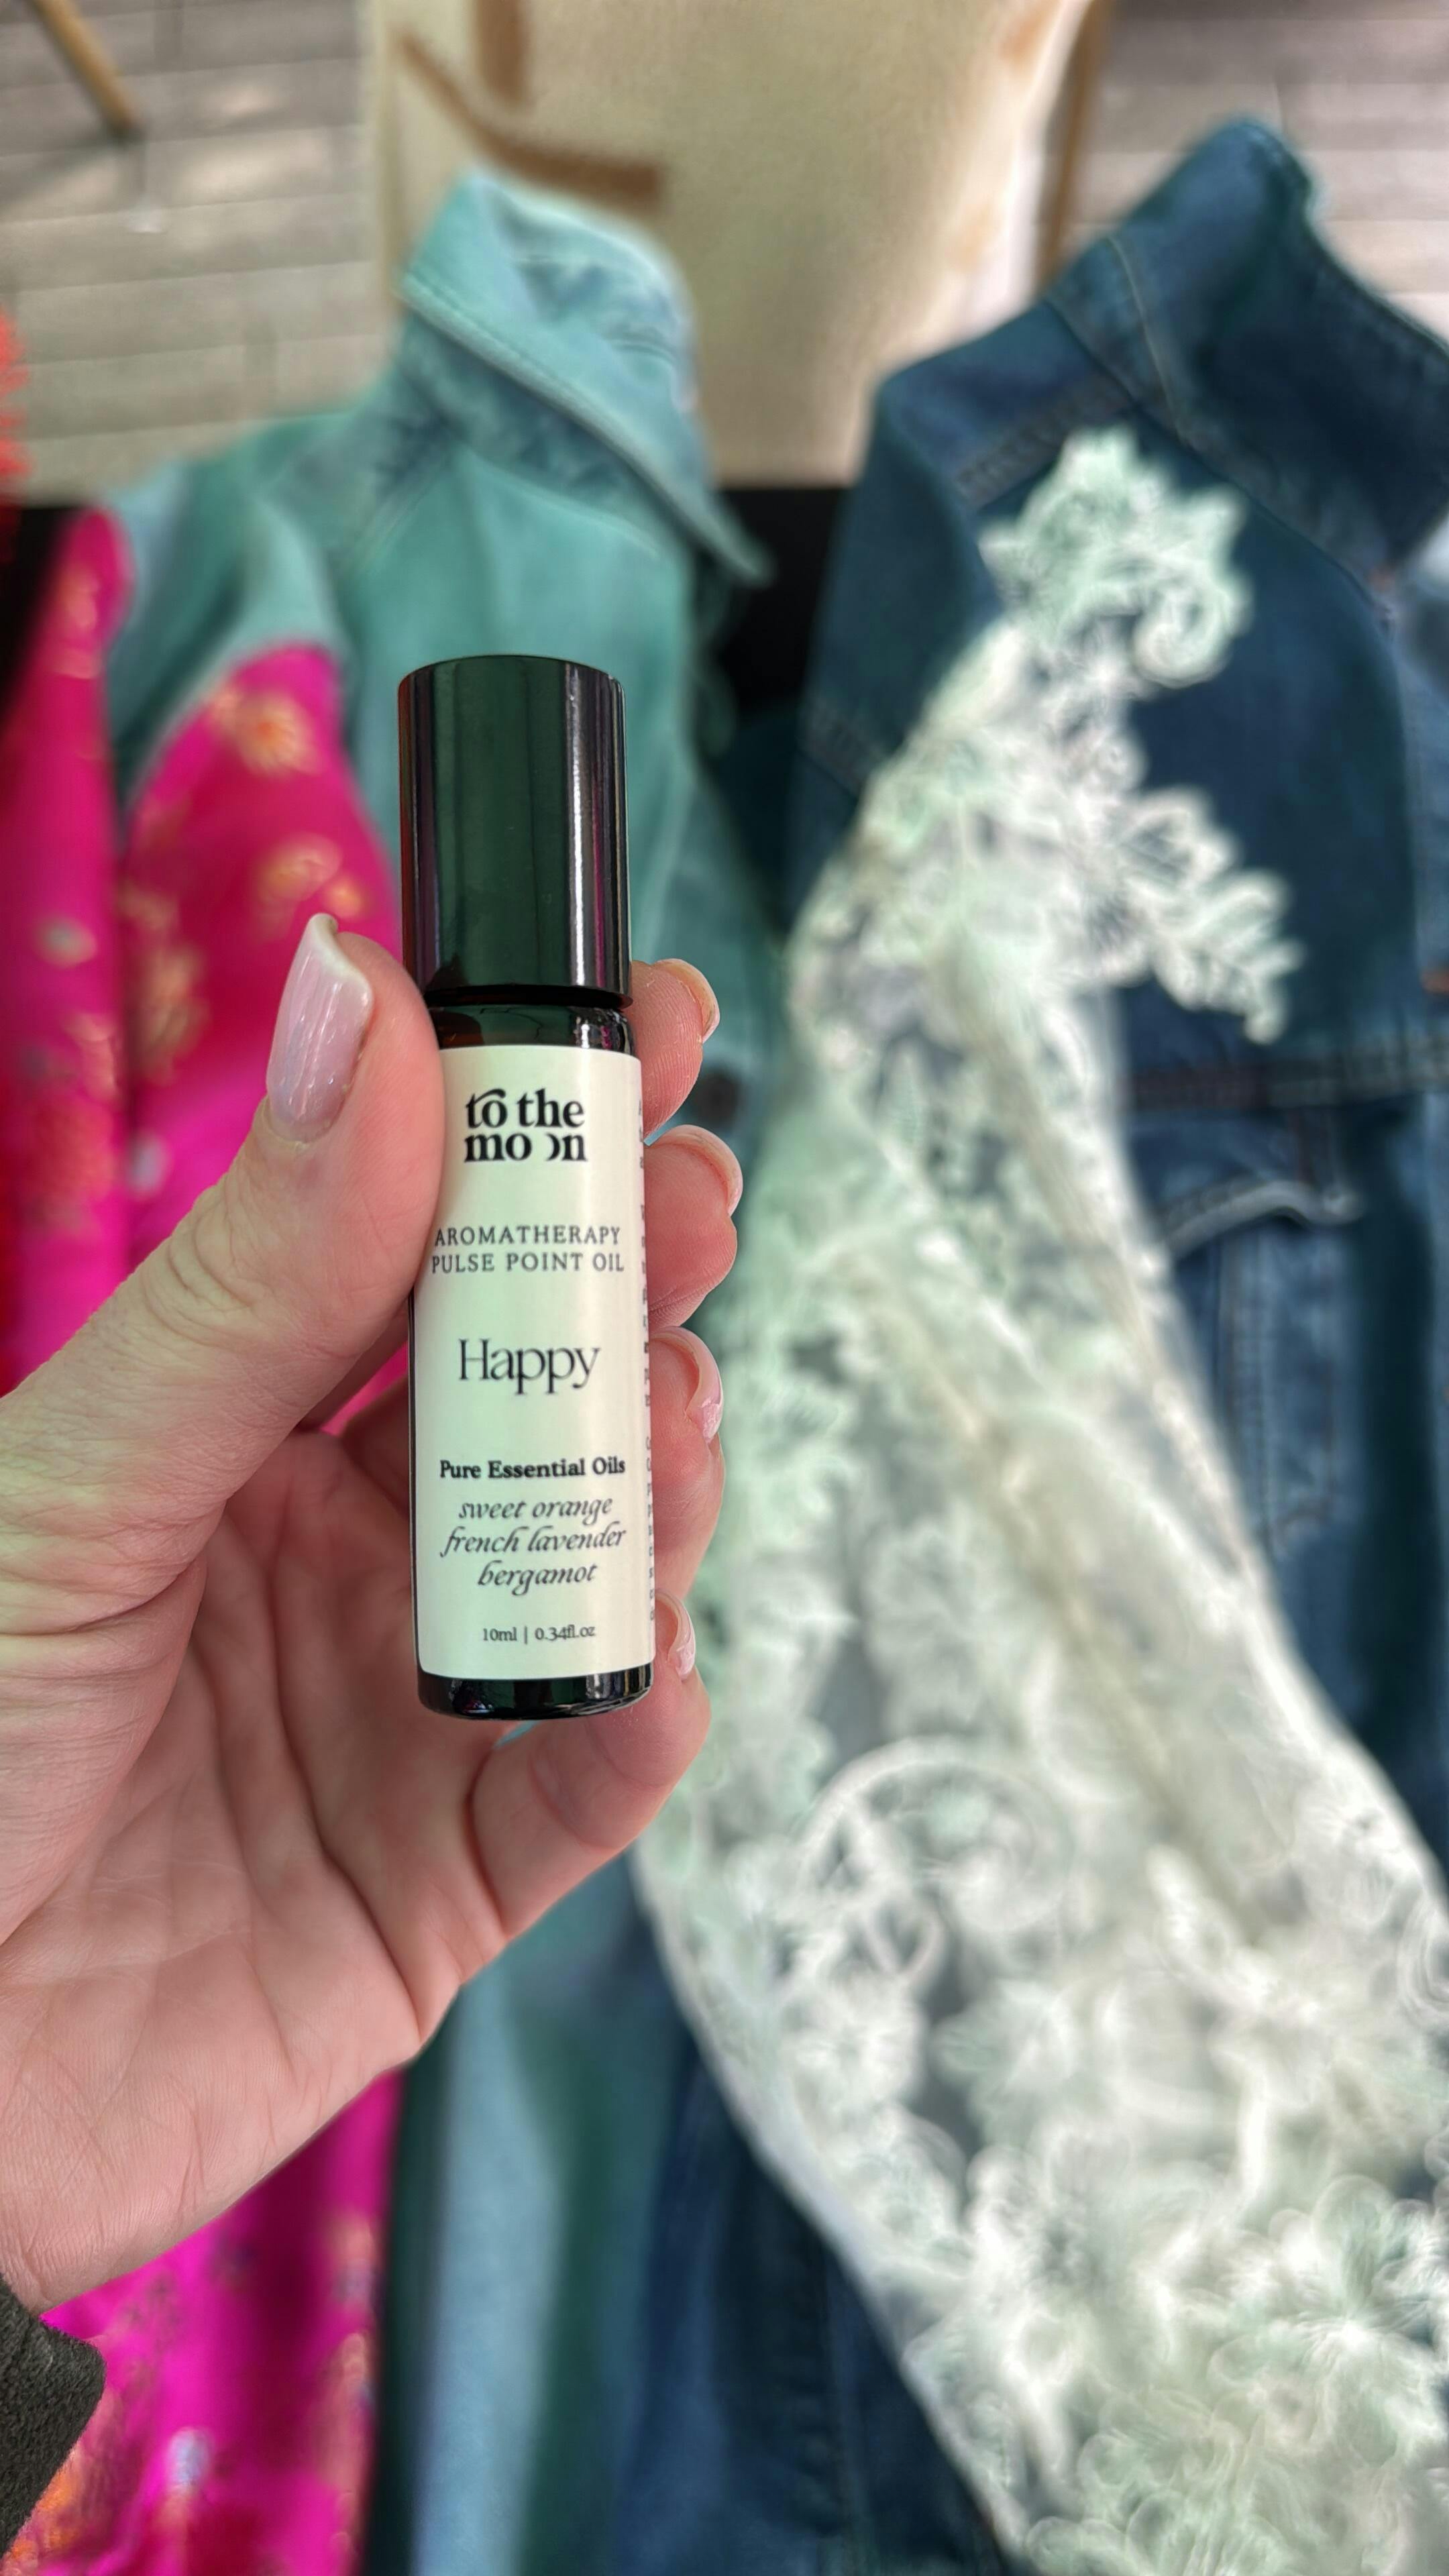 to the
moon
AROMATHERAPY
PULSE POINT OIL
Happy
Pure Essential Oils
sweet orange
french lavender
bergamot
10ml | 0.34fl.oz